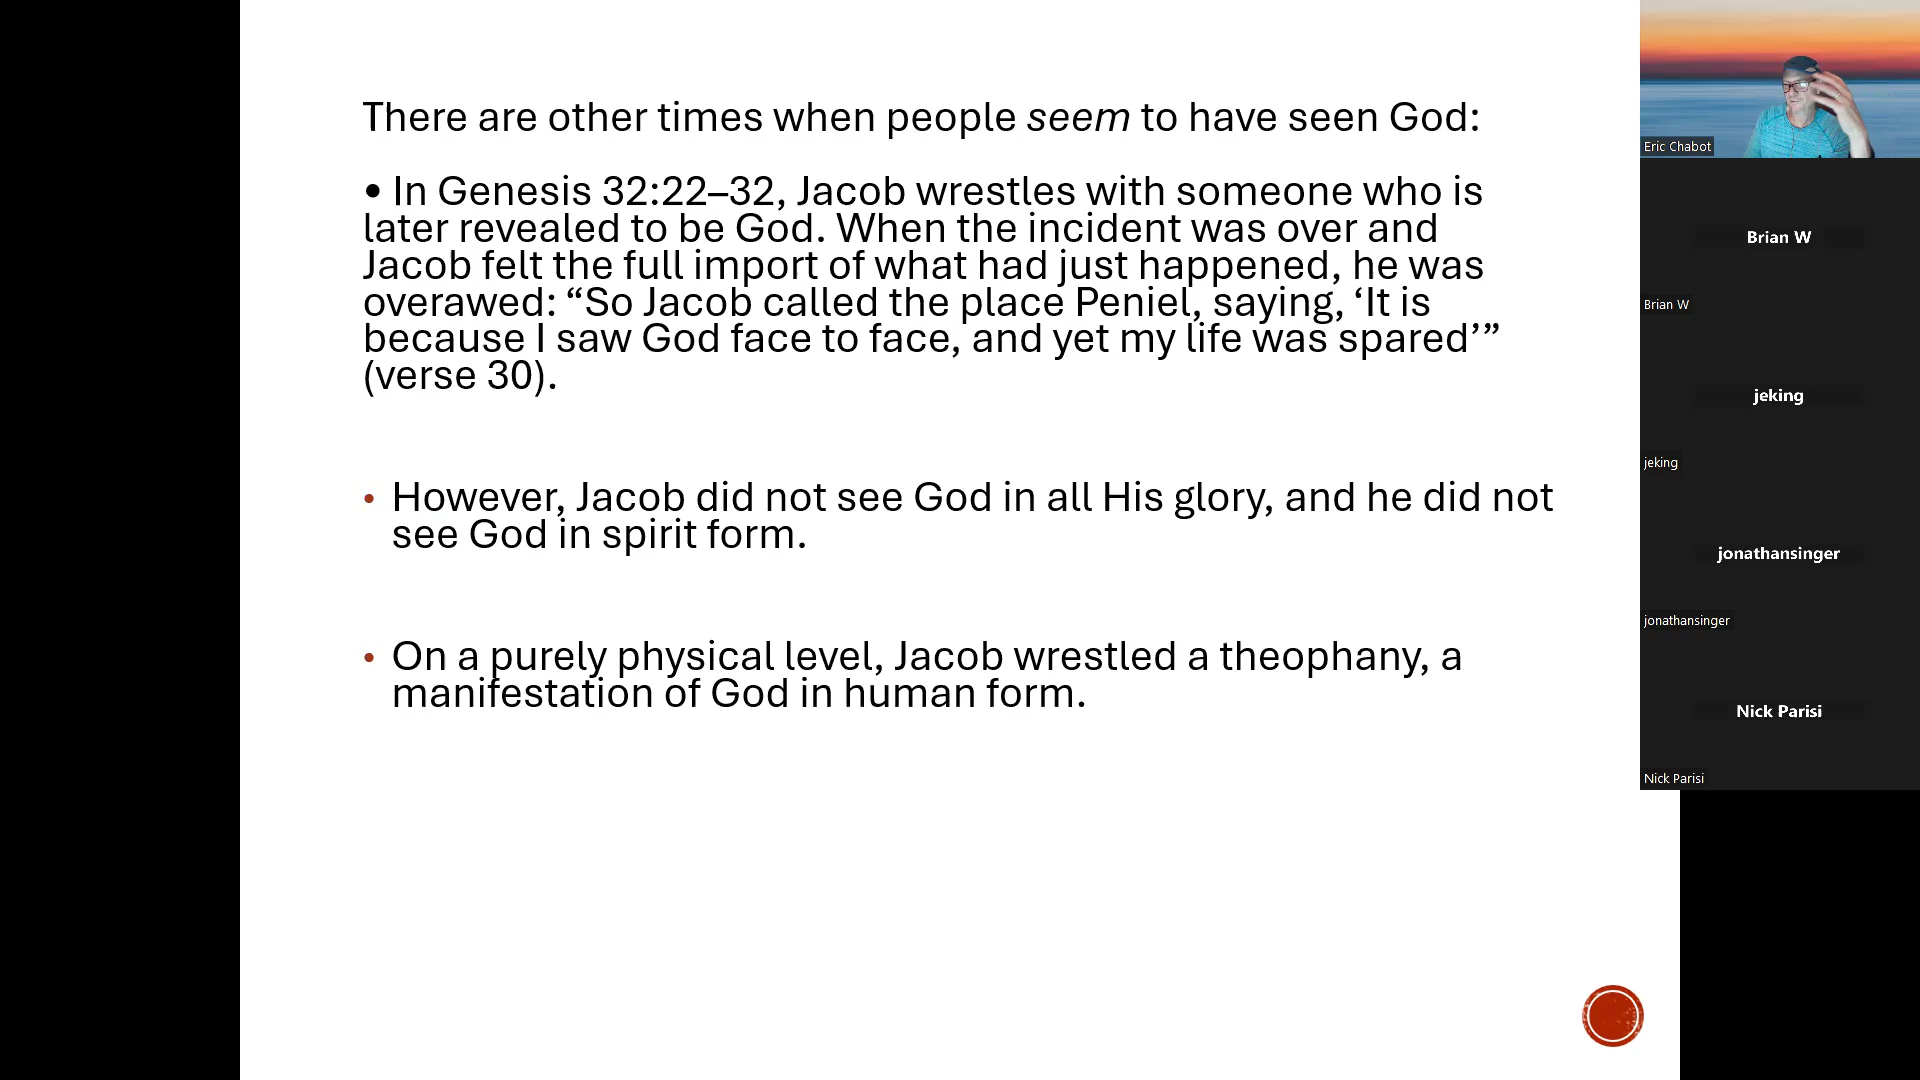 There are other times when people seem to have seen God:
• In Genesis 32:22–32, Jacob wrestles with someone who is
later revealed to be God. When the incident was over and
Jacob felt the full import of what had just happened, he was
overawed: “So Jacob called the place Peniel, saying, ‘It is
because I saw God face to face, and yet my life was spared’”
(verse 30).
• However, Jacob did not see God in all His glory, and he did not
see God in spirit form.
• On a purely physical level, Jacob wrestled a theophany, a
manifestation of God in human form.
Eric Chabot
Brian W
Brian W
jeking
jeking
jonathansinger
jonathansinger
Nick Parisi
Nick Parisi